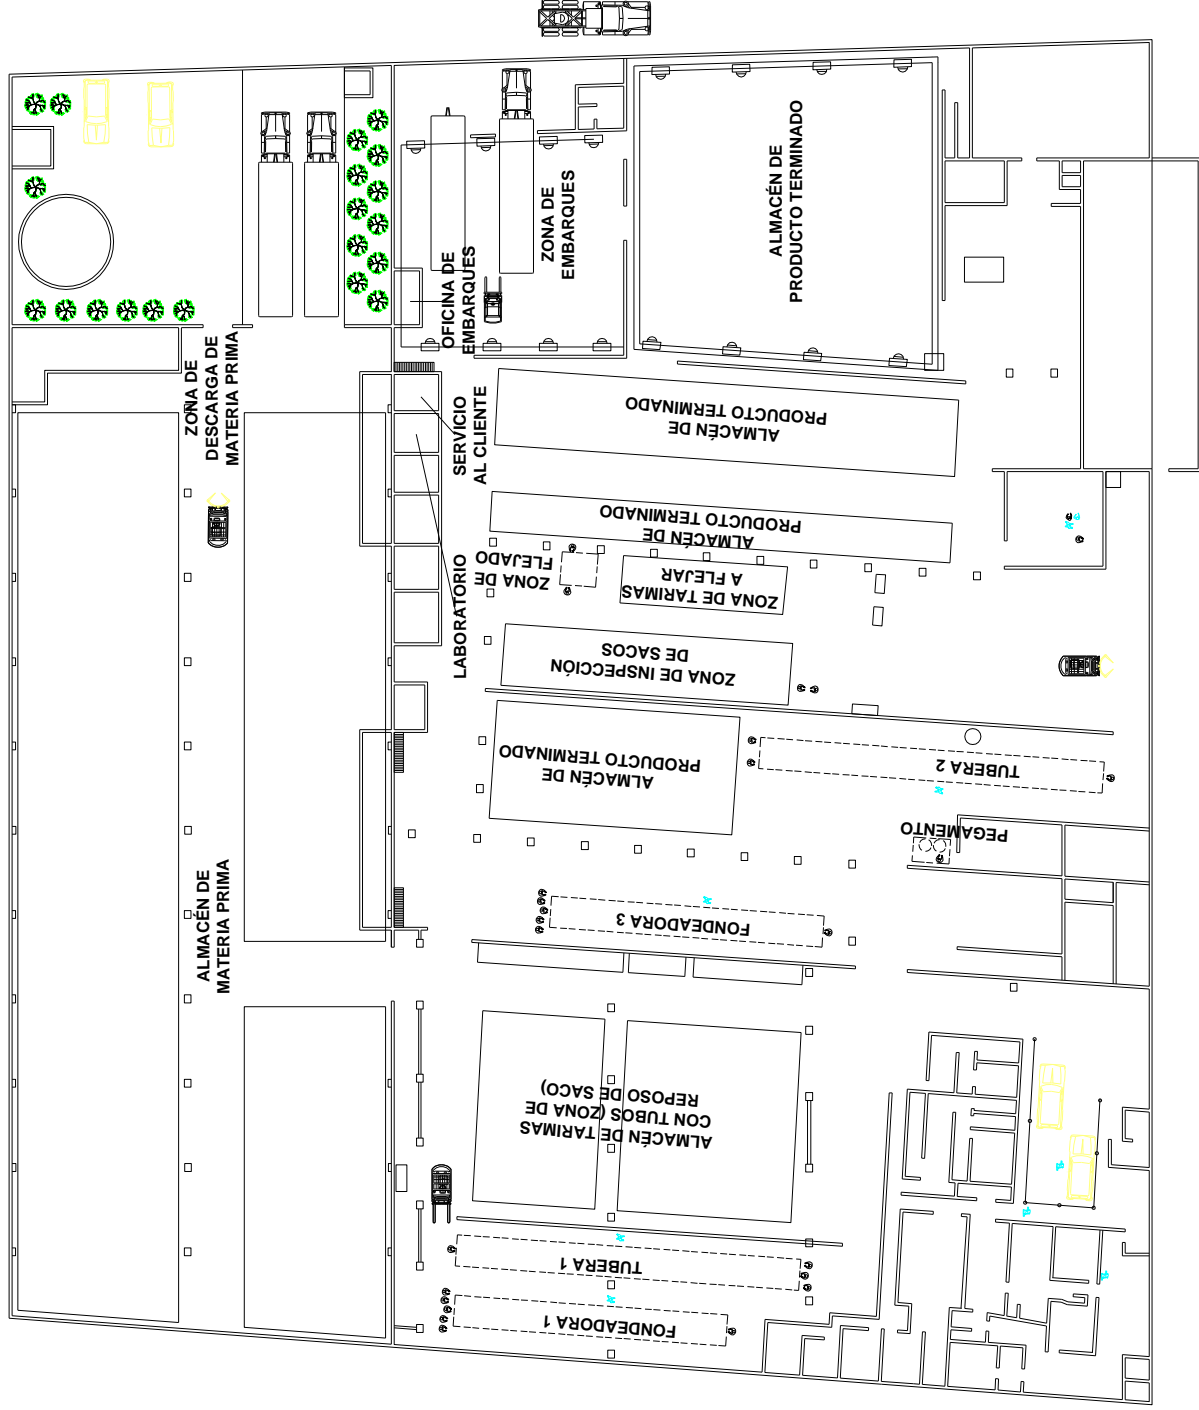 D
ALMACÉN DE
PRODUCTO TERMINADO
ZONA DE
EMBARQUES
OFICINA DE
EMBARQUES
ZONA DE
DESCARGA DE
MATERIA PRIMA
SERVICIO
AL CLIENTE
ALMACÉN DE
PRODUCTO TERMINADO
ALMACÉN DE
PRODUCTO TERMINADO
ZONA DE
FLEJADO
ZONA DE TARIMAS
A FLEJAR
LABORATORIO
ZONA DE INSPECCIÓN
DE SACOS
ALMACÉN DE
PRODUCTO TERMINADO
TUBERA 2
PEGAMENTO
ALMACÉN DE
MATERIA PRIMA
FONDEADORA 3
ALMACÉN DE TARIMAS
CON TUBOS (ZONA DE
REPOSO DE SACO)
TUBERA 1
FONDEADORA 1